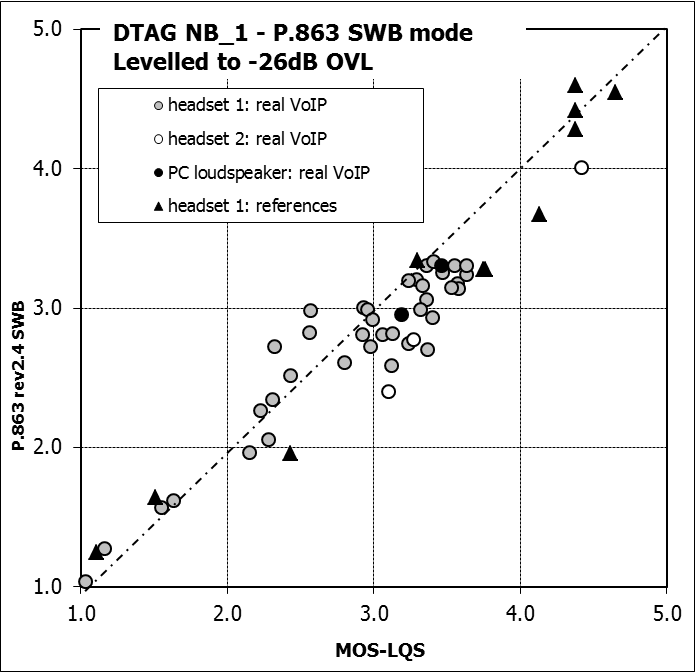 DTAG NB_1 - P.863 SWB mode
Levelled to -26dB OVL
headset 1: real VoIP
headset 2: real VoIP
PC loudspeaker: real VoIP
headset 1: references
5.0
4.0
3.0
2.0
1.0
P.863 rev2.4 SWB
1.0 2.0 3.0 4.0 5.0
MOS-LQS